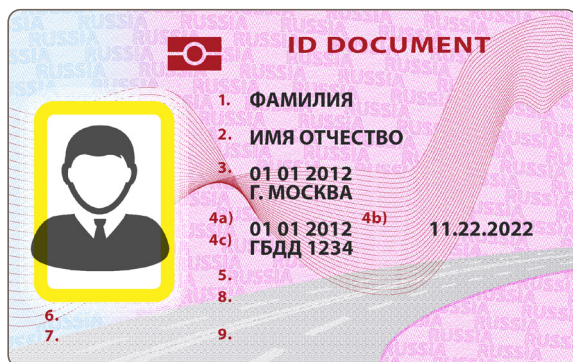 ID DOCUMENT
1. ФАМИЛИЯ
2. ИМЯ ОТЧЕСТВО
3. 01 01 2012
Г. МОСКВА
4a) 01 01 2012 4b) 11.22.2022
4c) ГБДД 1234
5.
8.
6.
7. 9.